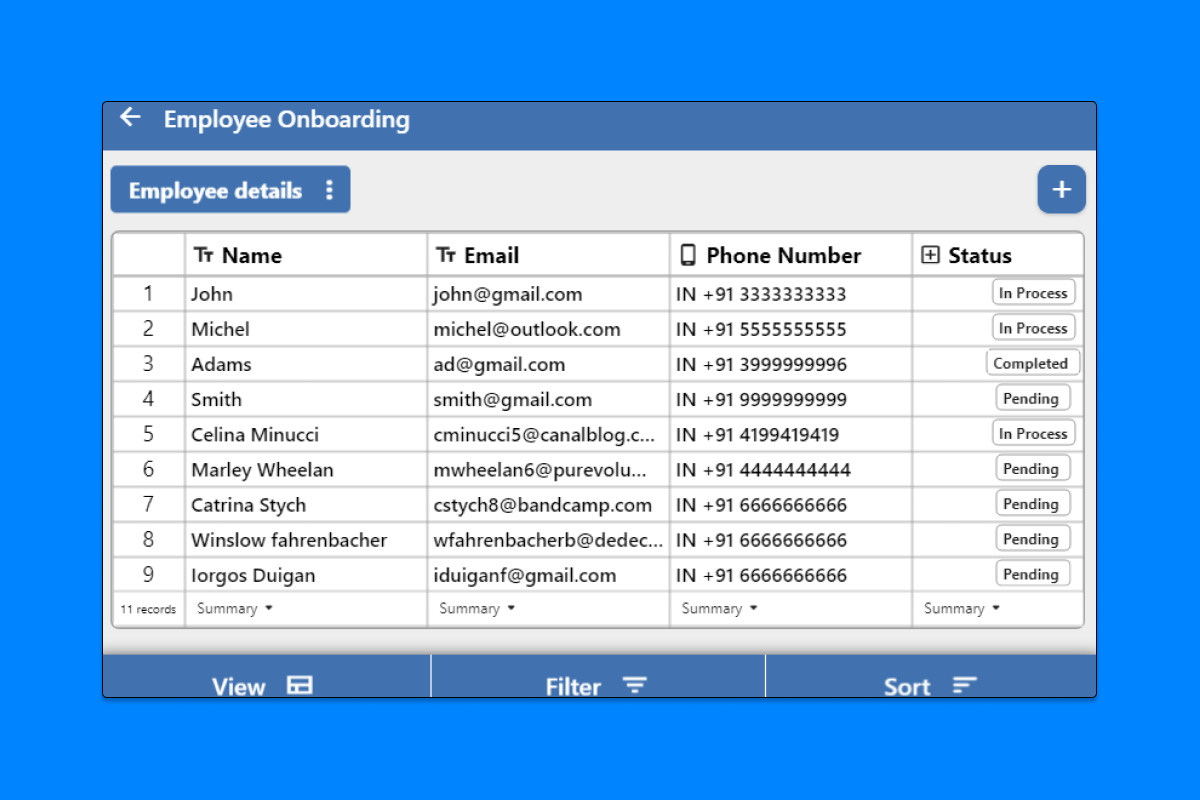 Employee Onboarding
Employee details
Name Email Phone Number Status
1 John john@gmail.com IN +91 3333333333 In Process
2 Michel michel@outlook.com IN +91 5555555555 In Process
3 Adams ad@gmail.com IN +91 3999999996 Completed
4 Smith smith@gmail.com IN +91 9999999999 Pending
5 Celina Minucci cminucci5@canalblog.c... IN +91 4199419419 In Process
6 Marley Wheelan mwheelan6@purevolu... IN +91 4444444444 Pending
7 Catrina Stych cstych8@bandcamp.com IN +91 6666666666 Pending
8 Winslow fahrenbacher wfahrenbacherb@dedec... IN +91 6666666666 Pending
9 Iorgos Duigan iduiganf@gmail.com IN +91 6666666666 Pending
11 records Summary Summary Summary Summary
View Filter Sort